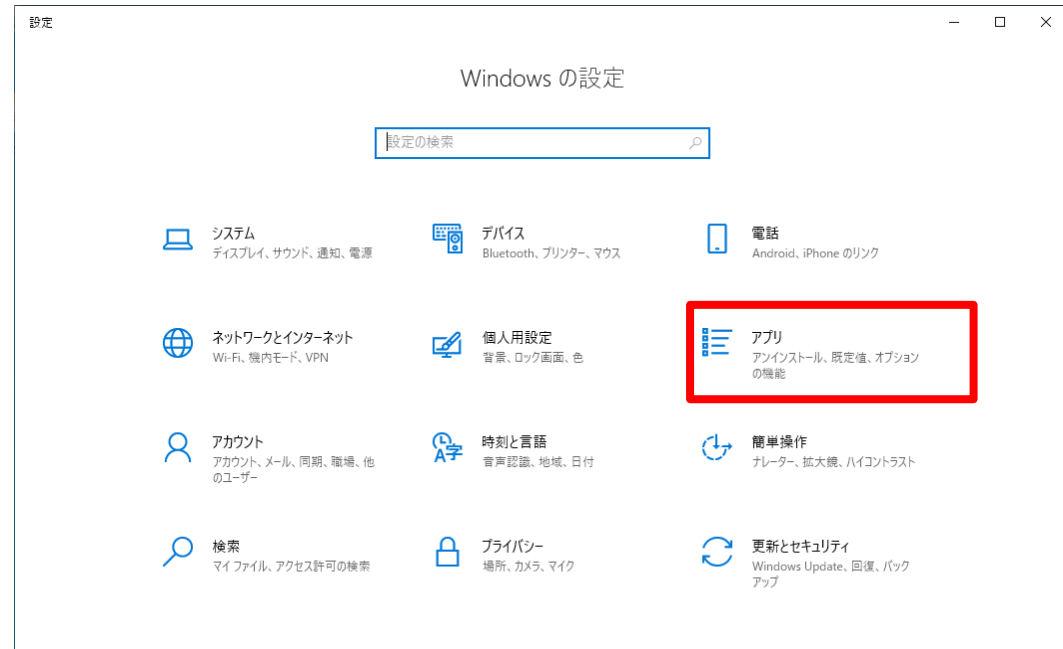 設定
Windows の設定
設定の検索
システム
ディスプレイ、サウンド、通知、電源
デバイス
Bluetooth、プリンター、マウス
電話
Android、iPhone のリンク
ネットワークとインターネット
Wi-Fi、機内モード、VPN
個人用設定
背景、ロック画面、色
アプリ
アンインストール、既定値、オプション
の機能
アカウント
アカウント、メール、同期、職場、他
のユーザー
時刻と言語
音声認識、地域、日付
簡単操作
ナレーター、拡大鏡、ハイコントラスト
検索
マイ ファイル、アクセス許可の検索
プライバシー
場所、カメラ、マイク
更新とセキュリティ
Windows Update、回復、バック
アップ